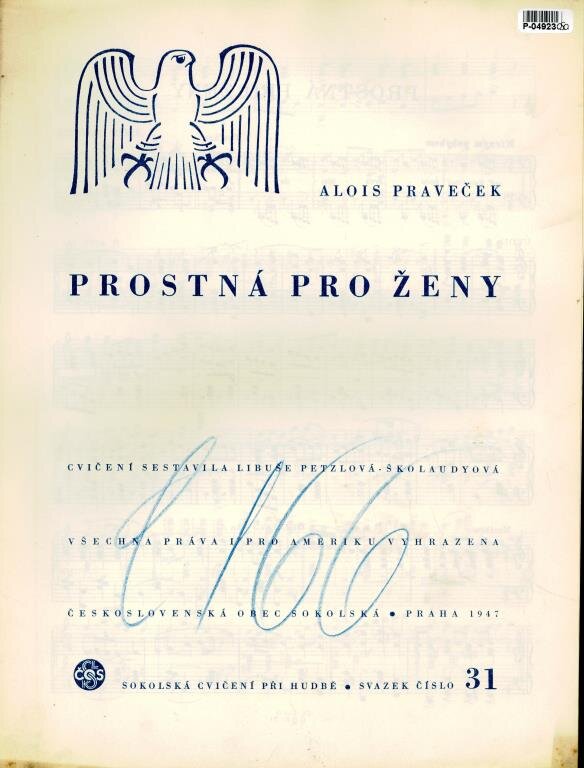 P-04923
ALOIS PRAVEČEK
PROSTNÁ PRO ŽENY
CVIČENÍ SESTAVILA LIBUŠE PETZLOVÁ-ŠKOLAUDYOVÁ
VŠECHNA PRÁVA I PRO AMERIKU VYHRAZENA
ČESKOSLOVENSKÁ OBEC SOKOLSKÁ • PRAHA 1947
ČOS
SOKOLSKÁ CVIČENÍ PŘI HUDBĚ • SVAZEK ČÍSLO 31